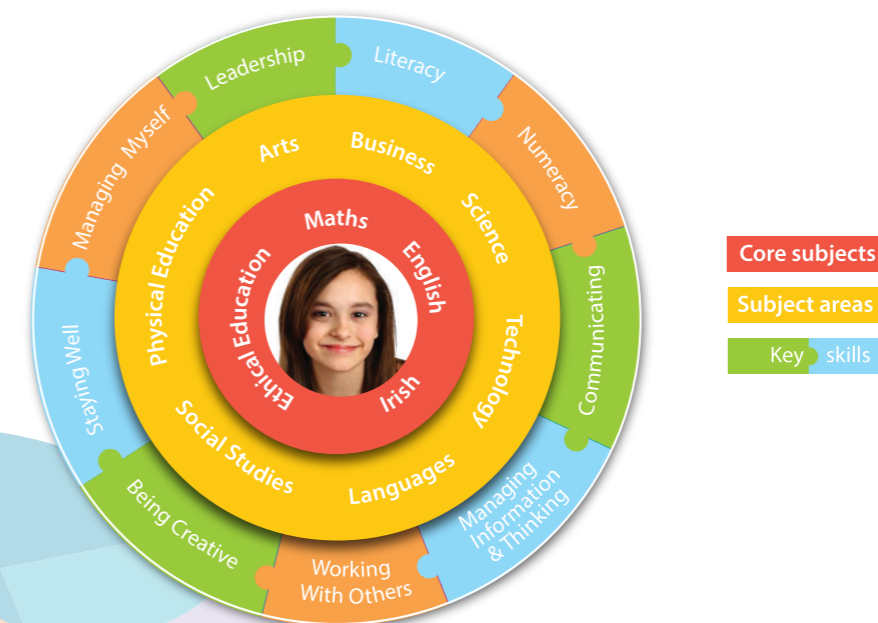 Leadership
Literacy
Numeracy
Communicating
Managing
Information
& Thinking
Working
With Others
Being Creative
Staying Well
Managing Myself
Arts
Business
Science
Technology
Languages
Social Studies
Physical Education
Maths
English
Irish
Ethical Education
Core subjects
Subject areas
Key skills